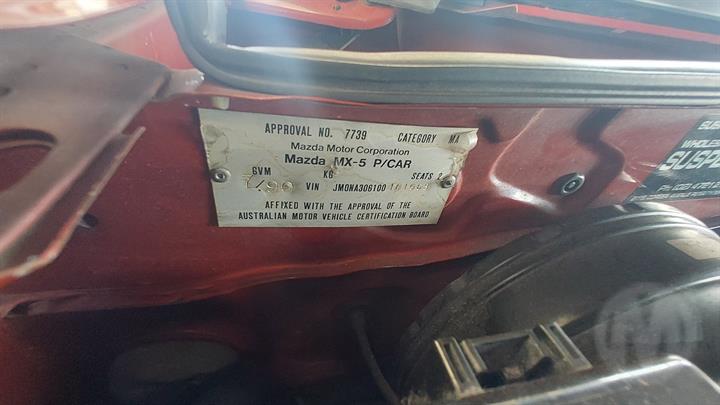 APPROVAL NO. 7739 CATEGORY MA
Mazda Motor Corporation
Mazda MX-5 P/CAR
GVM KG SEATS 2
VIN JM0NA306100
AFFIXED WITH THE APPROVAL OF THE
AUSTRALIAN MOTOR VEHICLE CERTIFICATION BOARD
WHOLE